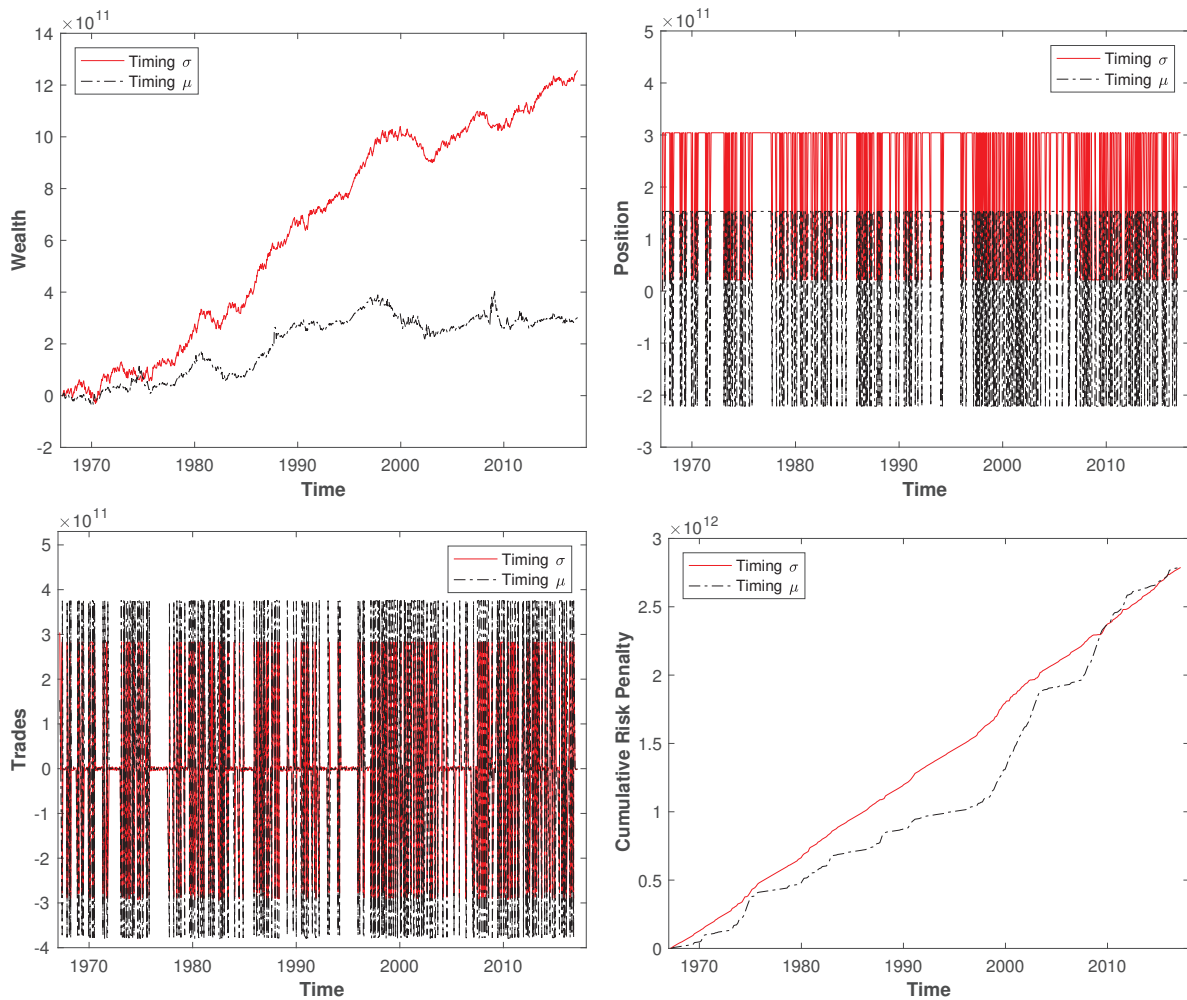 ×10^11
14
12
10
8
6
4
2
0
-2
Wealth
1970 1980 1990 2000 2010
Time
Timing σ
Timing μ
×10^11
5
4
3
2
1
0
-1
-2
-3
Position
1970 1980 1990 2000 2010
Time
Timing σ
Timing μ
×10^11
5
4
3
2
1
0
-1
-2
-3
-4
Trades
1970 1980 1990 2000 2010
Time
Timing σ
Timing μ
×10^12
3
2.5
2
1.5
1
0.5
0
Cumulative Risk Penalty
1970 1980 1990 2000 2010
Time
Timing σ
Timing μ